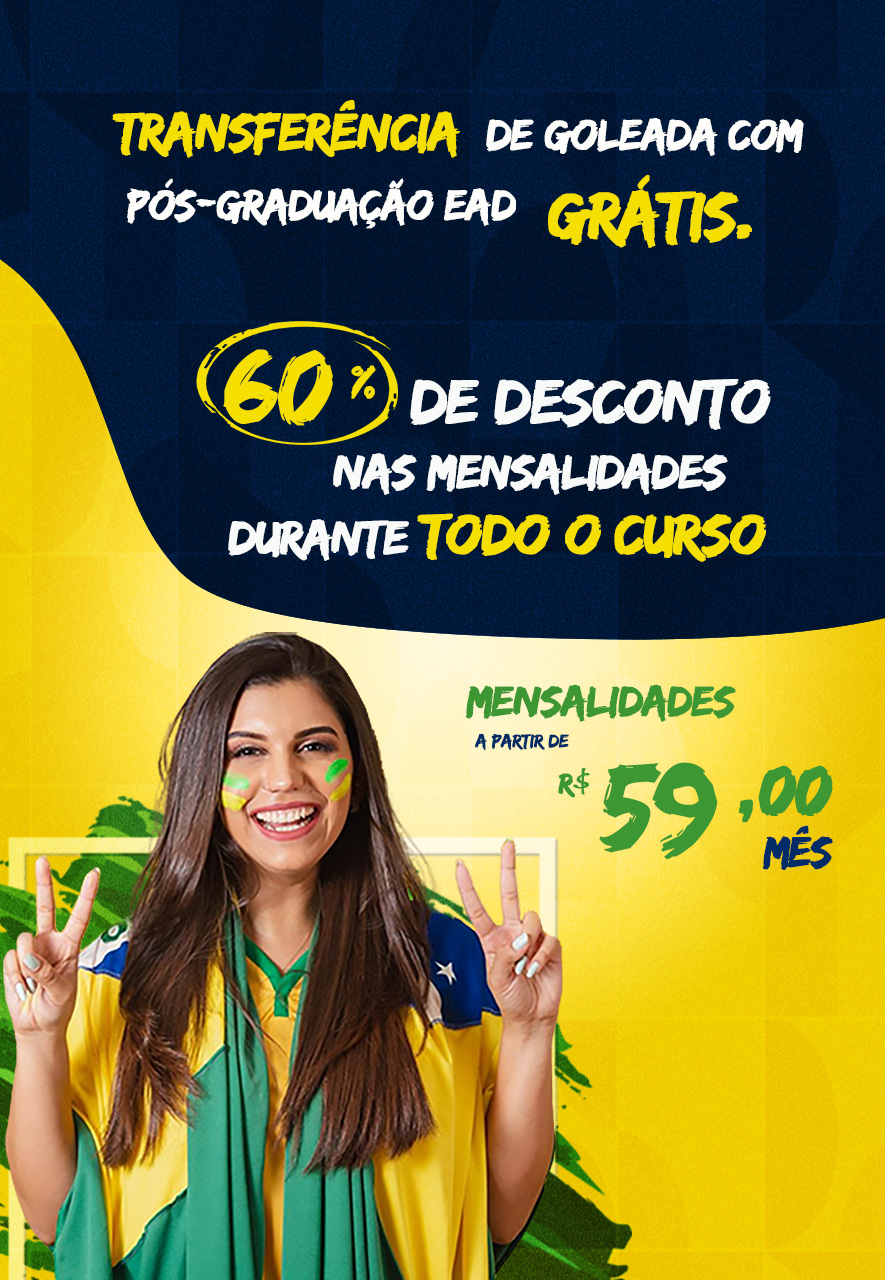 TRANSFERÊNCIA DE GOLEADA COM
PÓS-GRADUAÇÃO EAD GRÁTIS.
60% DE DESCONTO
NAS MENSALIDADES
DURANTE TODO O CURSO
MENSALIDADES
A PARTIR DE
R$ 59,00
MÊS